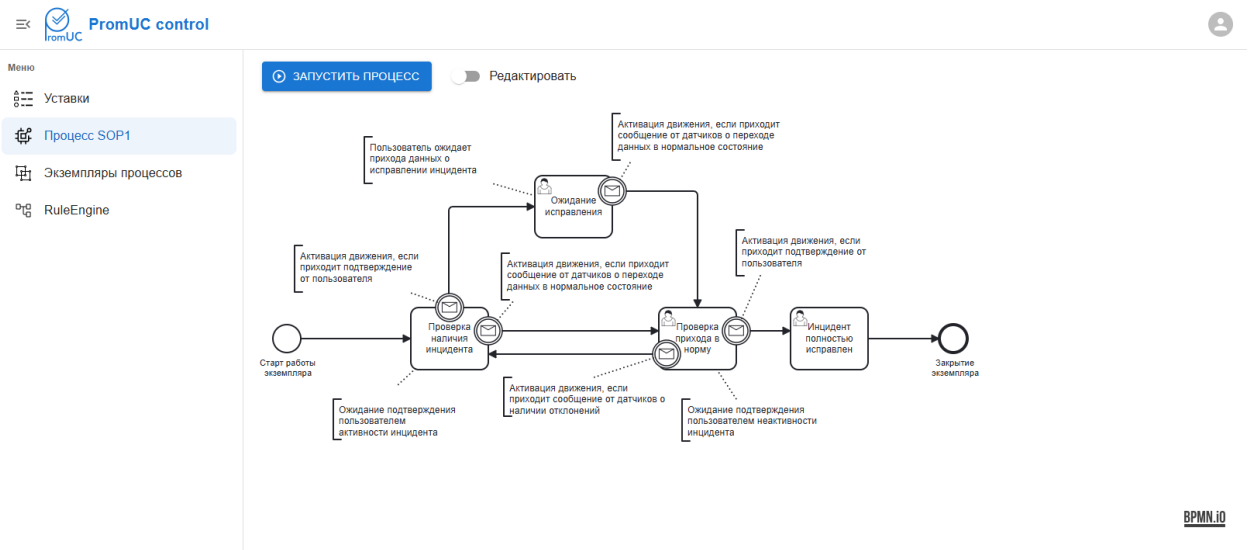 romUC
PromUC control
Меню
Уставки
Процесс SOP1
Экземпляры процессов
RuleEngine
ЗАПУСТИТЬ ПРОЦЕСС
Редактировать
Активация движения, если приходит
сообщение от датчиков о переходе
данных в нормальное состояние
Пользователь ожидает
прихода данных о
исправлении инцидента
Ожидание
исправления
Активация движения, если
приходит подтверждение от
пользователя
Активация движения, если
приходит подтверждение
от пользователя
Активация движения, если приходит
сообщение от датчиков о переходе
данных в нормальное состояние
Проверка
наличия
инцидента
Проверка
прихода в
норму
Инцидент
полностью
исправлен
Старт работы
экземпляра
Закрытие
экземпляра
Активация движения, если
приходит сообщение от датчиков о
наличии отклонений
Ожидание подтверждения
пользователем
активности инцидента
Ожидание подтверждения
пользователем неактивности
инцидента
BPMN.iO